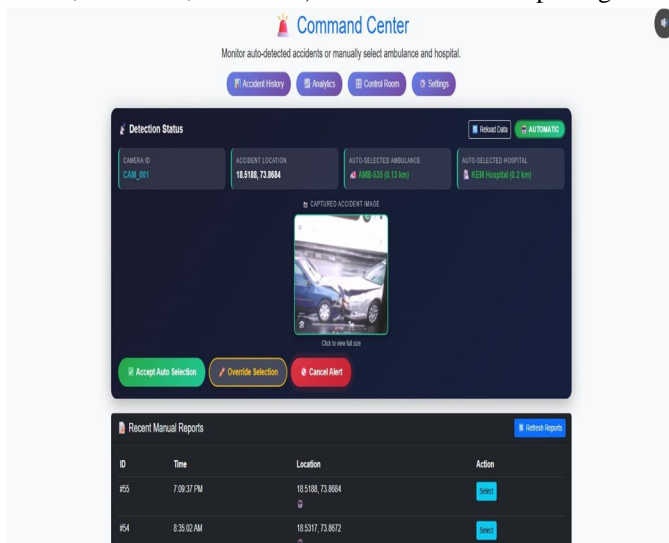 Command Center
Monitor auto-detected accidents or manually select ambulance and hospital.
Accident History Analytics Control Room Settings
Detection Status Reload Data AUTOMATIC
CAMERA ID ACCIDENT LOCATION AUTO-SELECTED AMBULANCE AUTO-SELECTED HOSPITAL
CAM_001 18.5188, 73.8684 AMB-535 (0.13 km) KEM Hospital (0.2 km)
CAPTURED ACCIDENT IMAGE
Click to view full size
Accept Auto Selection Override Selection Cancel Alert
Recent Manual Reports Refresh Reports
ID Time Location Action
#55 7:09:37 PM 18.5188, 73.8684 Select
#54 8:35:02 AM 18.5317, 73.8672 Select